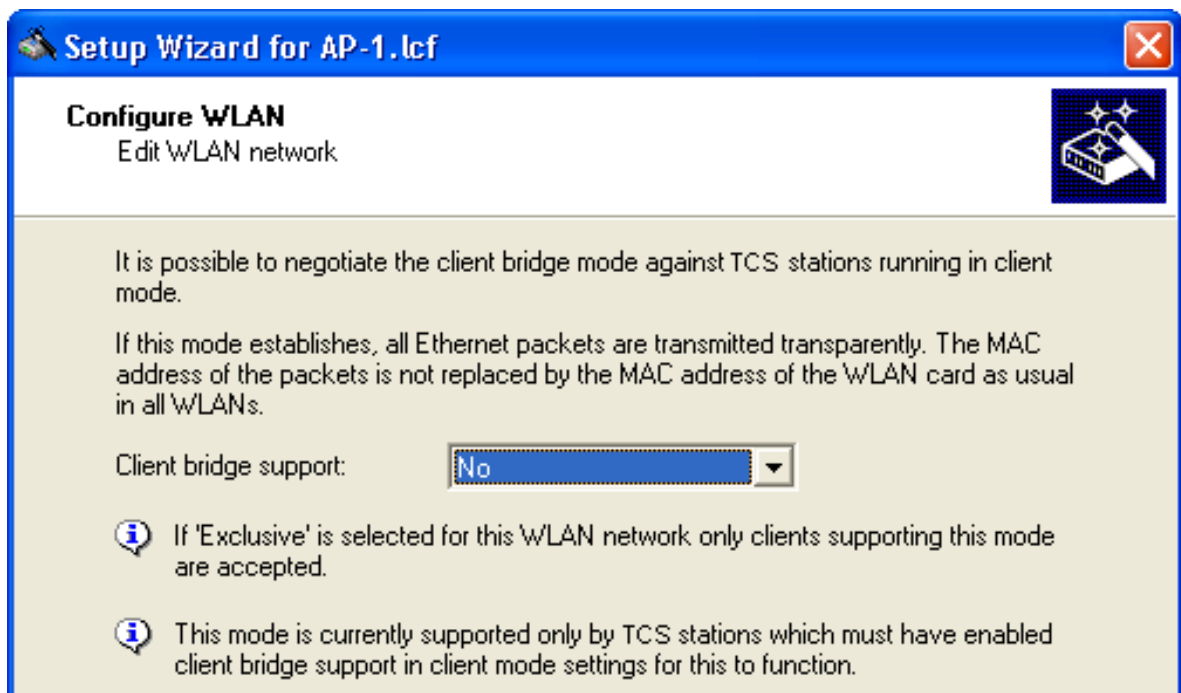 Setup Wizard for AP-1.lcf
Configure WLAN
Edit WLAN network
It is possible to negotiate the client bridge mode against TCS stations running in client
mode.
If this mode establishes, all Ethernet packets are transmitted transparently. The MAC
address of the packets is not replaced by the MAC address of the WLAN card as usual
in all WLANs.
Client bridge support: No
If 'Exclusive' is selected for this WLAN network only clients supporting this mode
are accepted.
This mode is currently supported only by TCS stations which must have enabled
client bridge support in client mode settings for this to function.